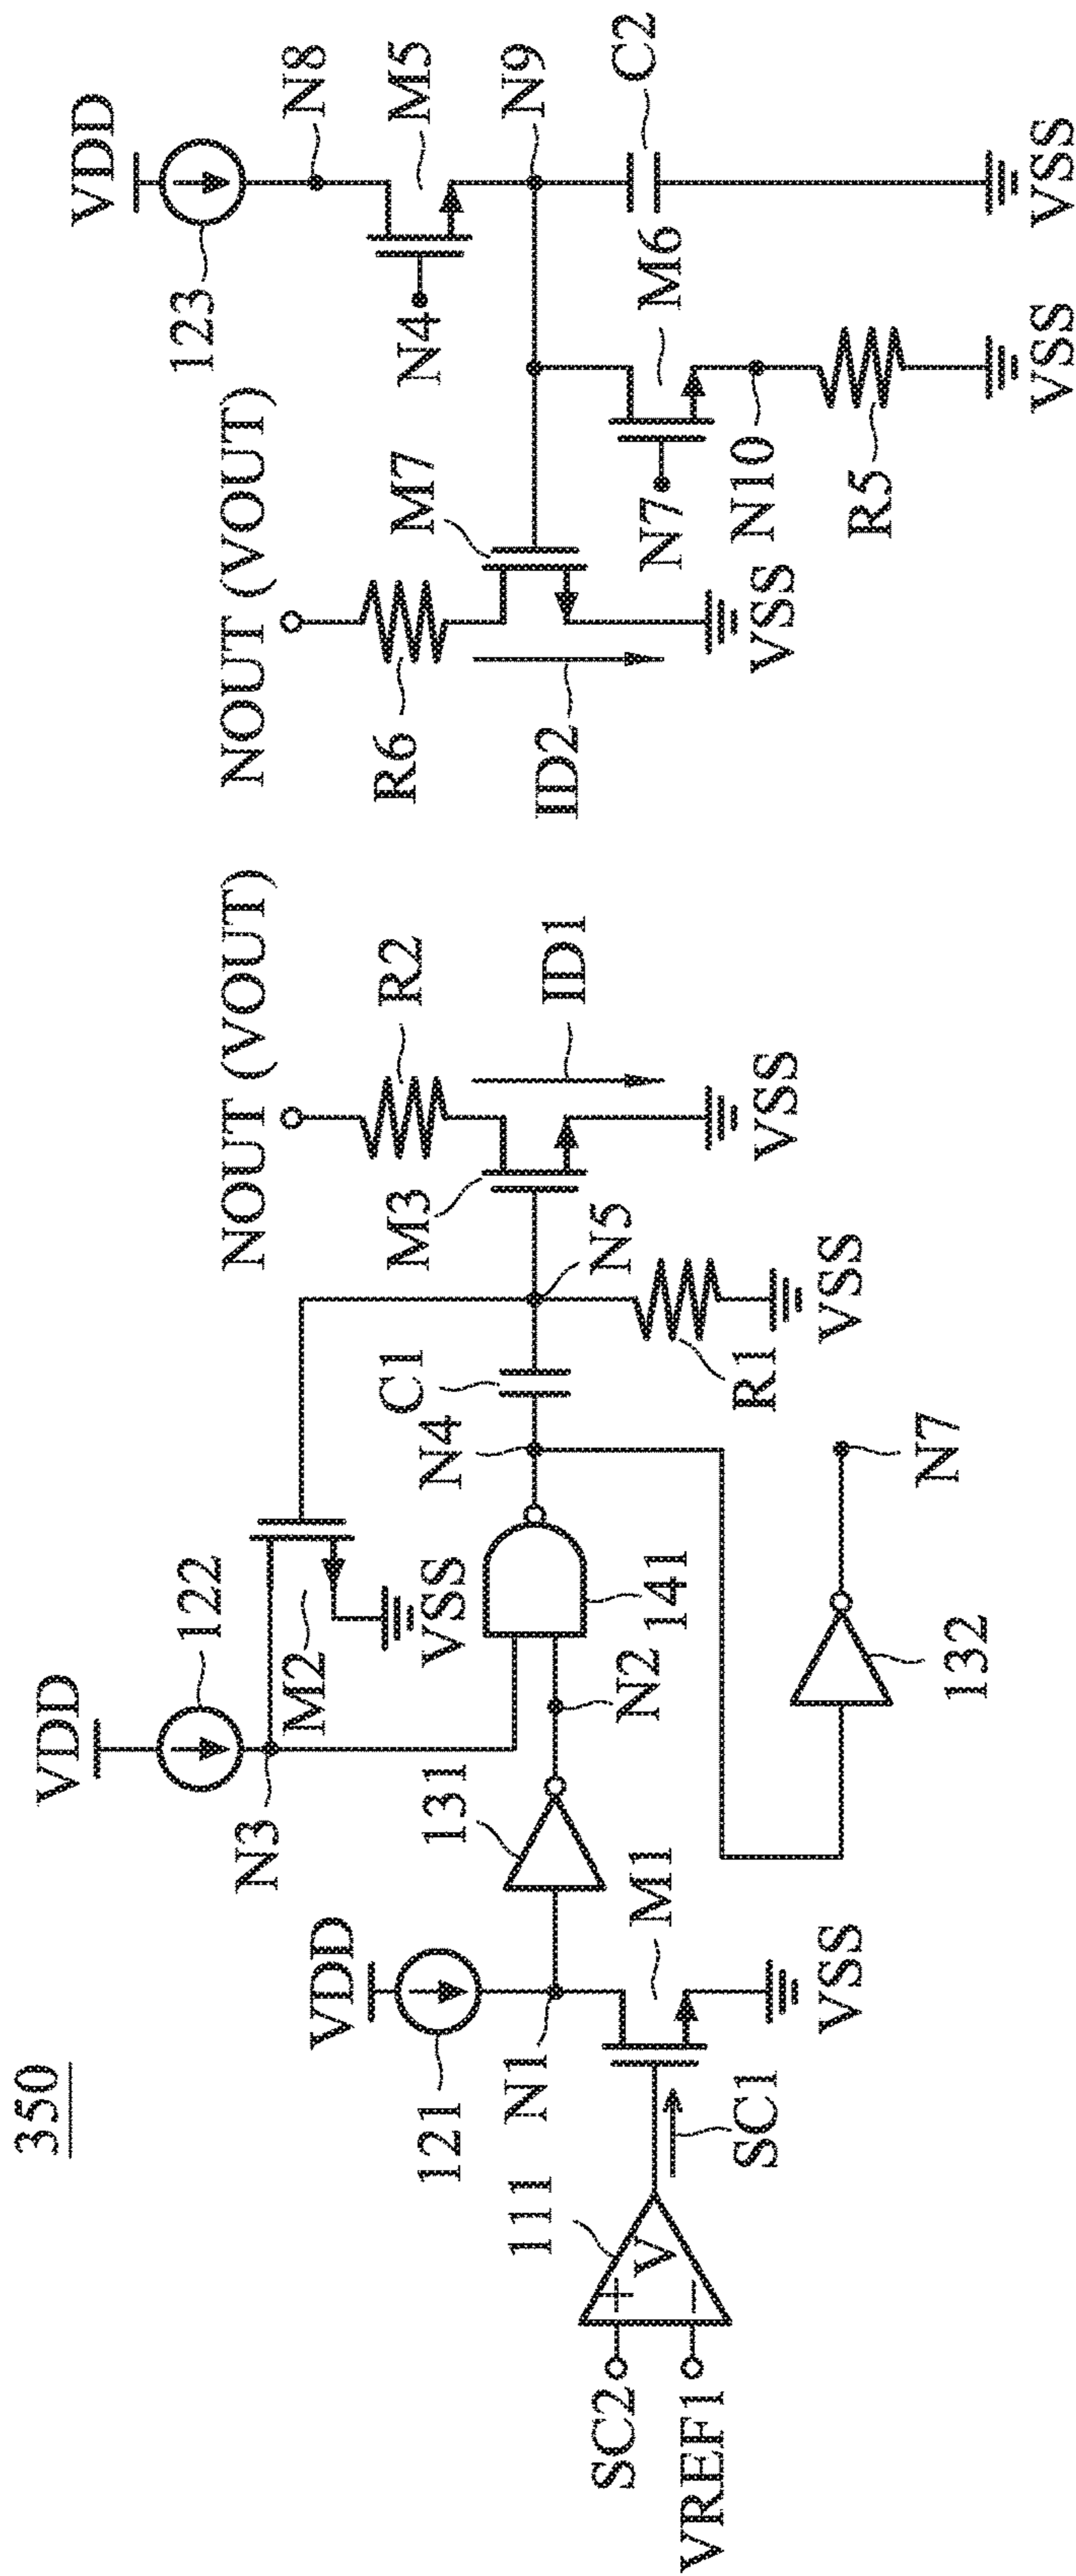 350
SC2
VREF1
V
+
−
111
SC1
VDD
121
N1
M1
VSS
131
N2
VDD
122
N3
M2
VSS
141
132
N7
N4
C1
N5
R1
VSS
M3
NOUT (VOUT)
R2
ID1
VSS
NOUT (VOUT)
R6
ID2
M7
VSS
N7
M6
N10
R5
VSS
VDD
123
N8
N4
M5
N9
C2
VSS